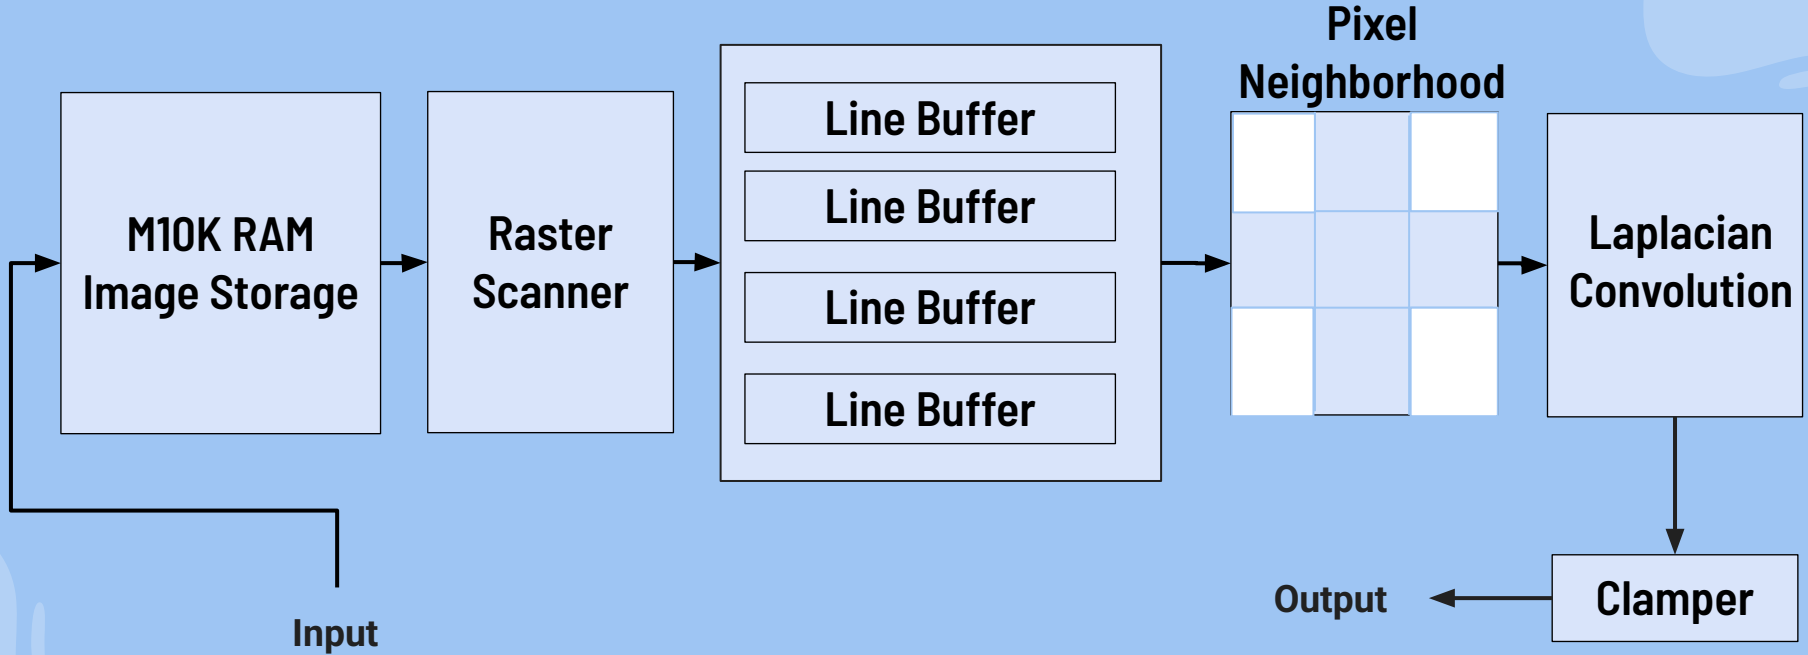 M10K RAM
Image Storage
Raster
Scanner
Line Buffer
Line Buffer
Line Buffer
Line Buffer
Pixel
Neighborhood
Laplacian
Convolution
Clamper
Output
Input